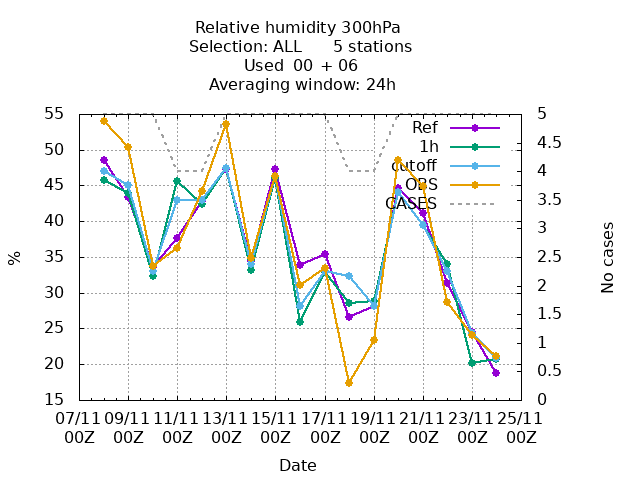 Relative humidity 300hPa
Selection: ALL 5 stations
Used 00 + 06
Averaging window: 24h
55 5
Ref
1h 4.5
50
cutoff 4
45 OBS 3.5
CASES
40 3
35 2.5
30 2
1.5
25 1
20 0.5
15 0
% No cases
07/11 09/11 11/11 13/11 15/11 17/11 19/11 21/11 23/11 25/11
00Z 00Z 00Z 00Z 00Z 00Z 00Z 00Z 00Z 00Z
Date